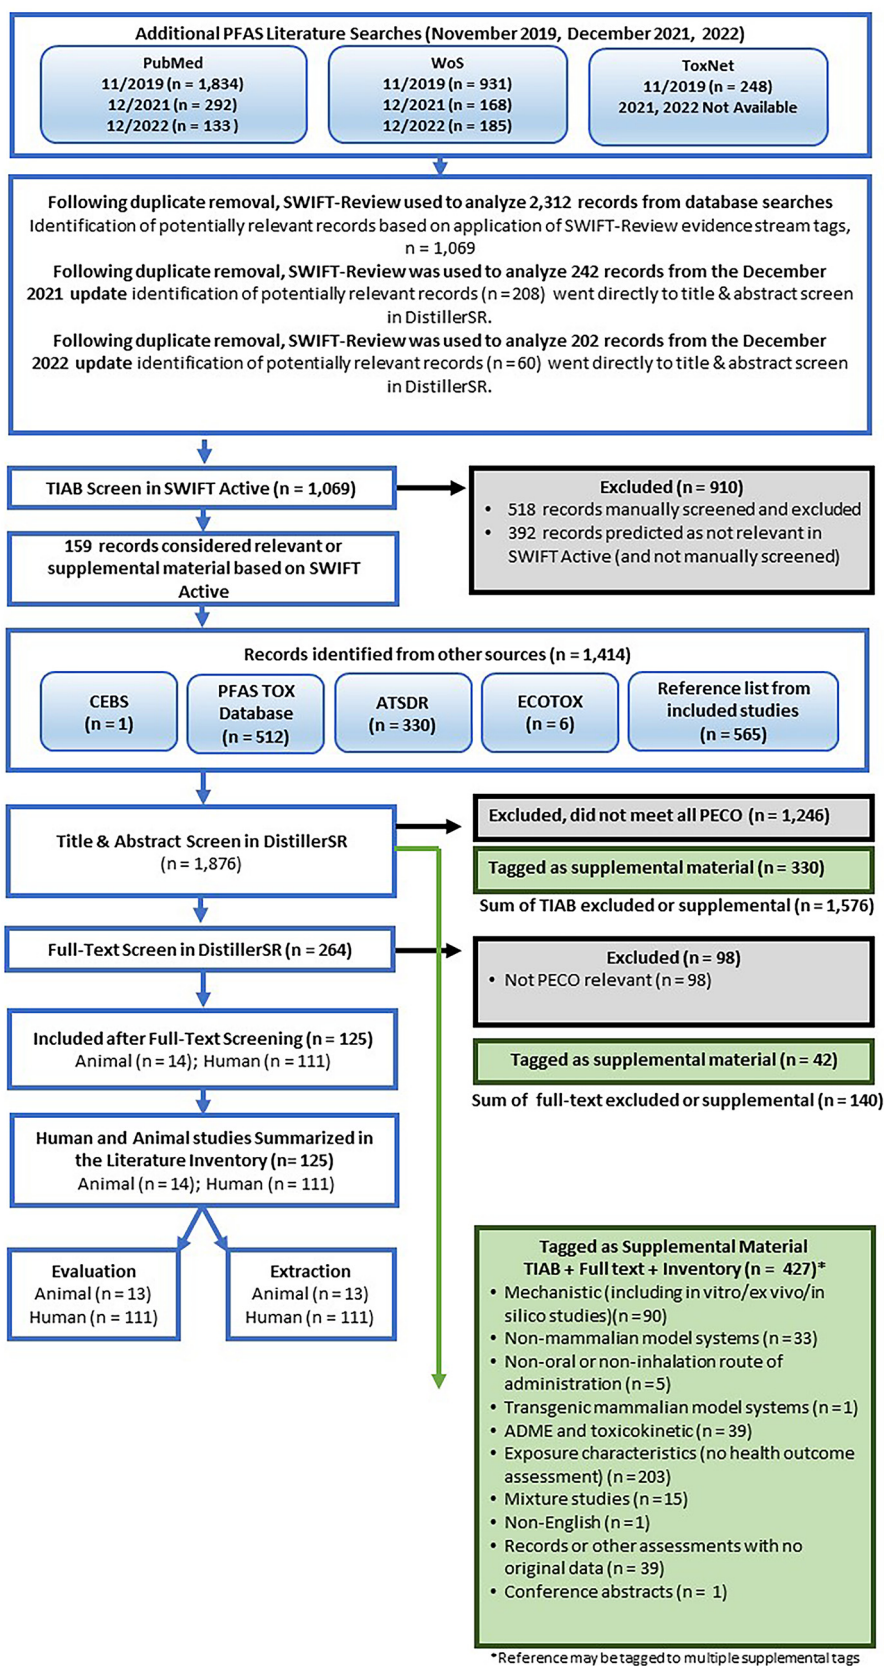 Additional PFAS Literature Searches (November 2019, December 2021, 2022)
PubMed
11/2019 (n = 1,834)
12/2021 (n = 292)
12/2022 (n = 133 )
WoS
11/2019 (n = 931)
12/2021 (n = 168)
12/2022 (n = 185)
ToxNet
11/2019 (n = 248)
2021, 2022 Not Available
Following duplicate removal, SWIFT-Review used to analyze 2,312 records from database searches
Identification of potentially relevant records based on application of SWIFT-Review evidence stream tags,
n = 1,069
Following duplicate removal, SWIFT-Review was used to analyze 242 records from the December
2021 update identification of potentially relevant records (n = 208) went directly to title & abstract screen
in DistillerSR.
Following duplicate removal, SWIFT-Review was used to analyze 202 records from the December
2022 update identification of potentially relevant records (n = 60) went directly to title & abstract screen
in DistillerSR.
TIAB Screen in SWIFT Active (n = 1,069)
Excluded (n = 910)
• 518 records manually screened and excluded
• 392 records predicted as not relevant in
SWIFT Active (and not manually screened)
159 records considered relevant or
supplemental material based on SWIFT
Active
Records identified from other sources (n = 1,414)
CEBS
(n = 1)
PFAS TOX
Database
(n = 512)
ATSDR
(n = 330)
ECOTOX
(n = 6)
Reference list from
included studies
(n = 565)
Title & Abstract Screen in DistillerSR
(n = 1,876)
Excluded, did not meet all PECO (n = 1,246)
Tagged as supplemental material (n = 330)
Sum of TIAB excluded or supplemental (n = 1,576)
Full-Text Screen in DistillerSR (n = 264)
Excluded (n = 98)
• Not PECO relevant (n = 98)
Included after Full-Text Screening (n = 125)
Animal (n = 14); Human (n = 111)
Tagged as supplemental material (n = 42)
Sum of full-text excluded or supplemental (n = 140)
Human and Animal studies Summarized in
the Literature Inventory (n= 125)
Animal (n = 14); Human (n = 111)
Evaluation
Animal (n = 13)
Human (n = 111)
Extraction
Animal (n = 13)
Human (n = 111)
Tagged as Supplemental Material
TIAB + Full text + Inventory (n = 427)*
• Mechanistic (including in vitro/ex vivo/in
silico studies)(n = 90)
• Non-mammalian model systems (n = 33)
• Non-oral or non-inhalation route of
administration (n = 5)
• Transgenic mammalian model systems (n = 1)
• ADME and toxicokinetic (n = 39)
• Exposure characteristics (no health outcome
assessment) (n = 203)
• Mixture studies (n = 15)
• Non-English (n = 1)
• Records or other assessments with no
original data (n = 39)
• Conference abstracts (n = 1)
*Reference may be tagged to multiple supplemental tags